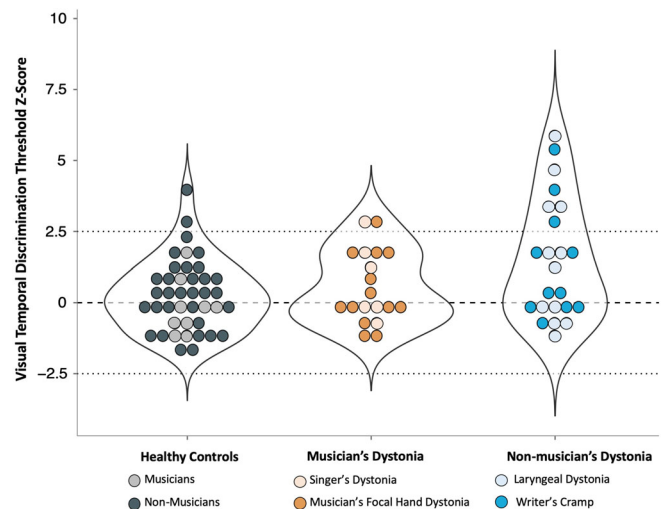 Visual Temporal Discrimination Threshold Z-Score
10
7.5
5
2.5
0
−2.5
Healthy Controls
Musicians
Non-Musicians
Musician's Dystonia
Singer's Dystonia
Musician's Focal Hand Dystonia
Non-musician's Dystonia
Laryngeal Dystonia
Writer's Cramp